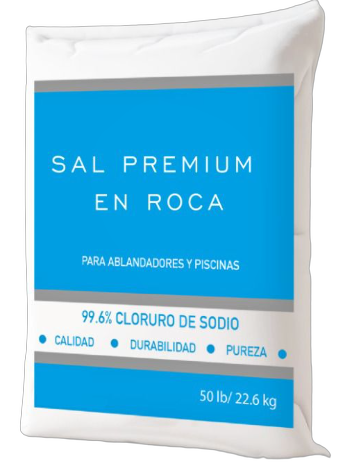 SAL PREMIUM
EN ROCA
PARA ABLANDADORES Y PISCINAS
99.6% CLORURO DE SODIO
• CALIDAD • DURABILIDAD • PUREZA •
50 lb/ 22.6 kg